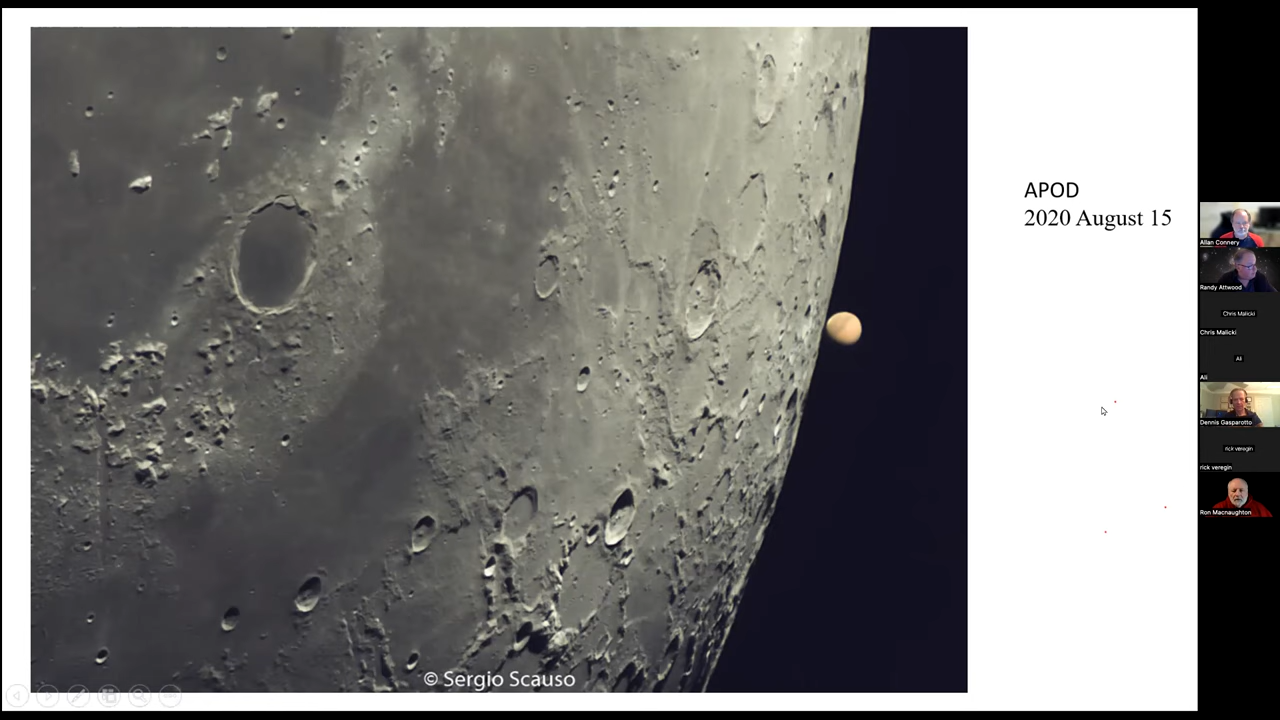 APOD
2020 August 15
© Sergio Scauso
Allan Connery
Randy Attwood
Chris Malicki
Chris Malicki
Ali
Ali
Dennis Gasparotto
rick veregin
rick veregin
Ron Macnaughton